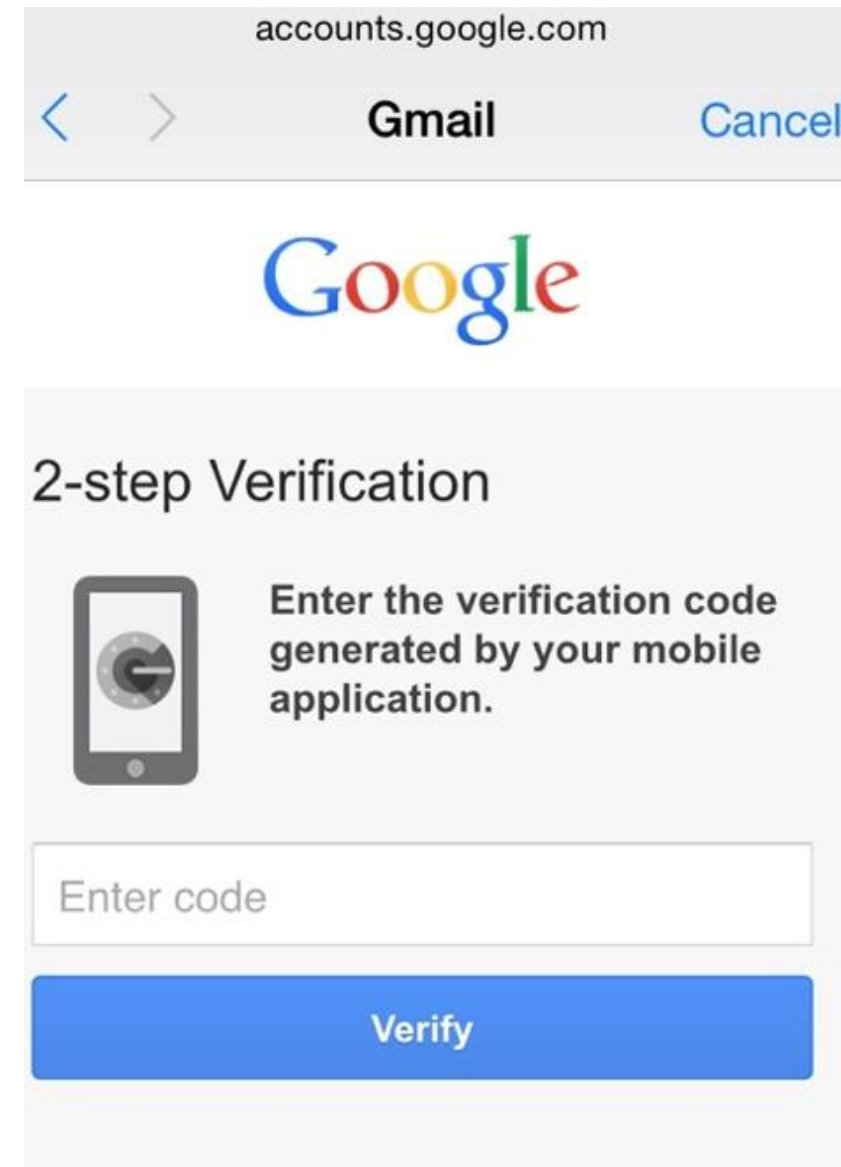 accounts.google.com
Gmail Cancel
Google
2-step Verification
Enter the verification code
generated by your mobile
application.
Enter code
Verify